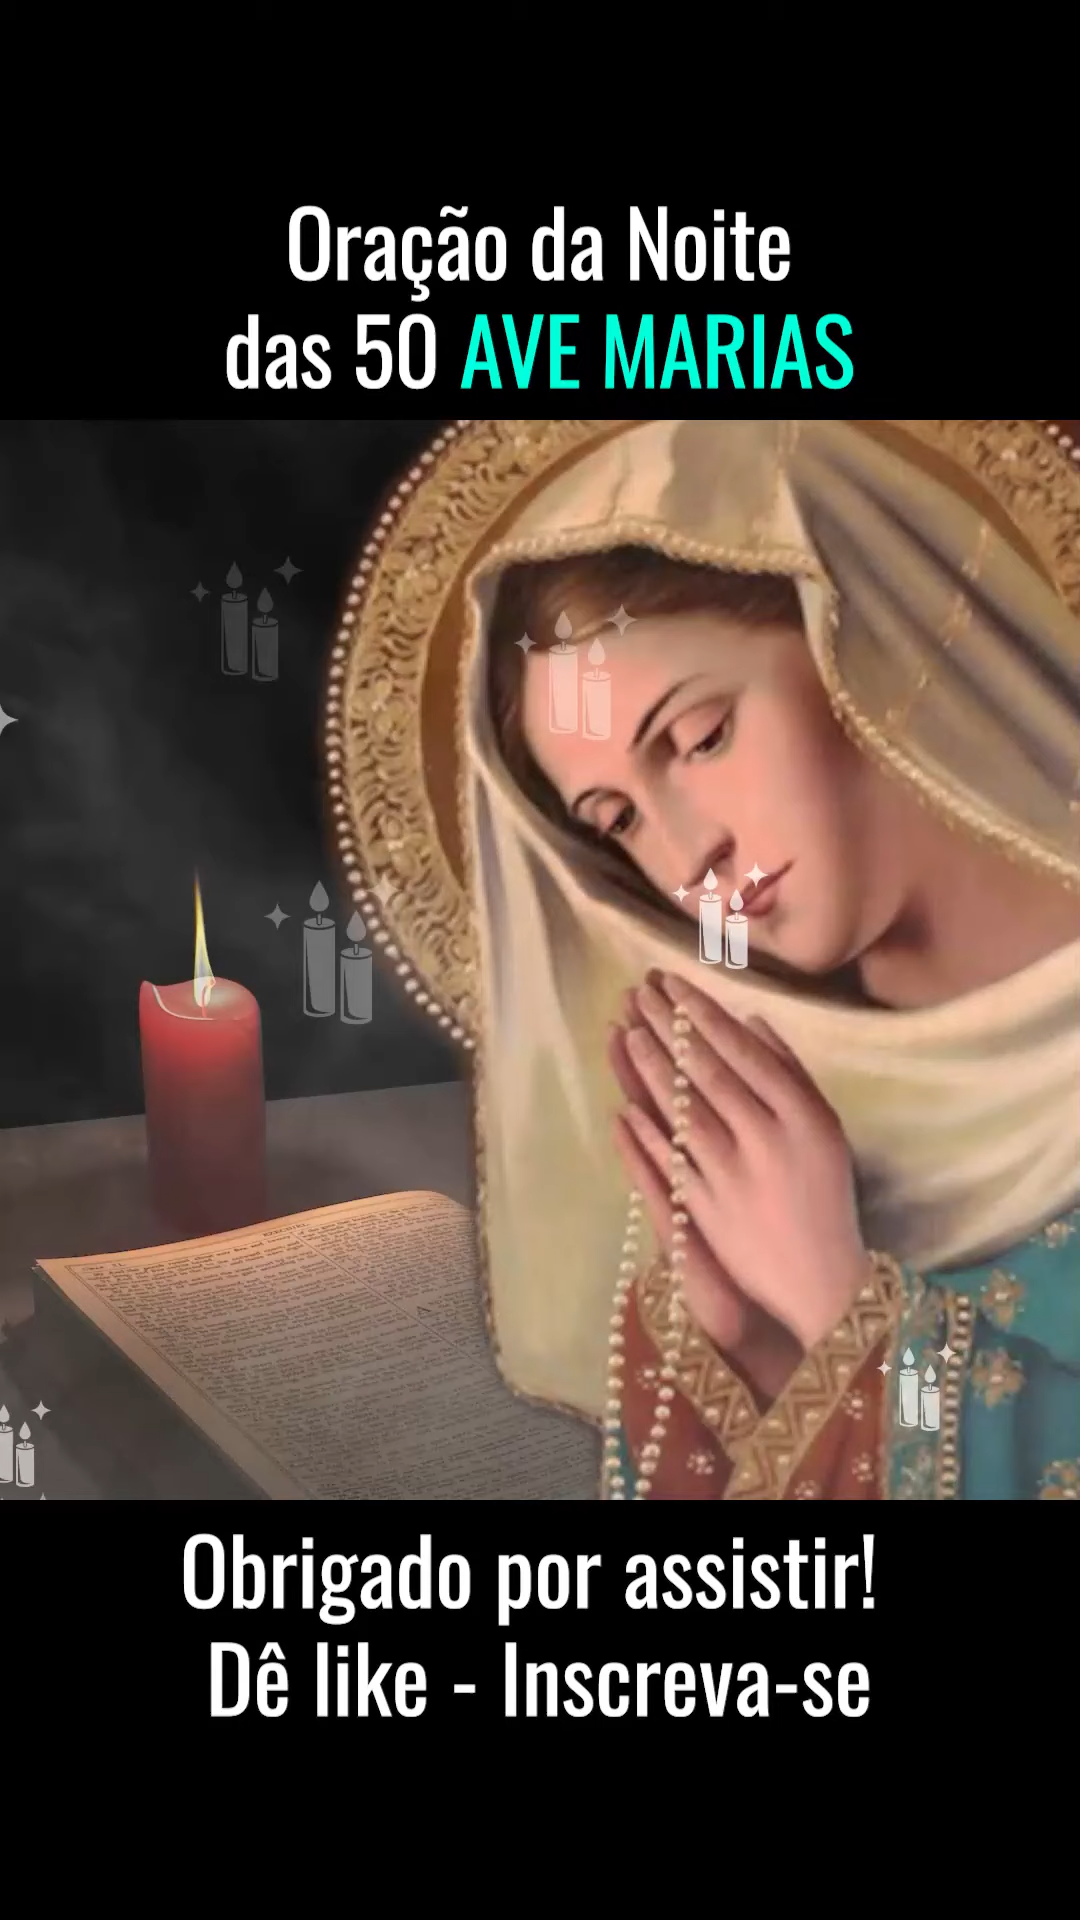 Oração da Noite
das 50 AVE MARIAS
Obrigado por assistir!
Dê like - Inscreva-se